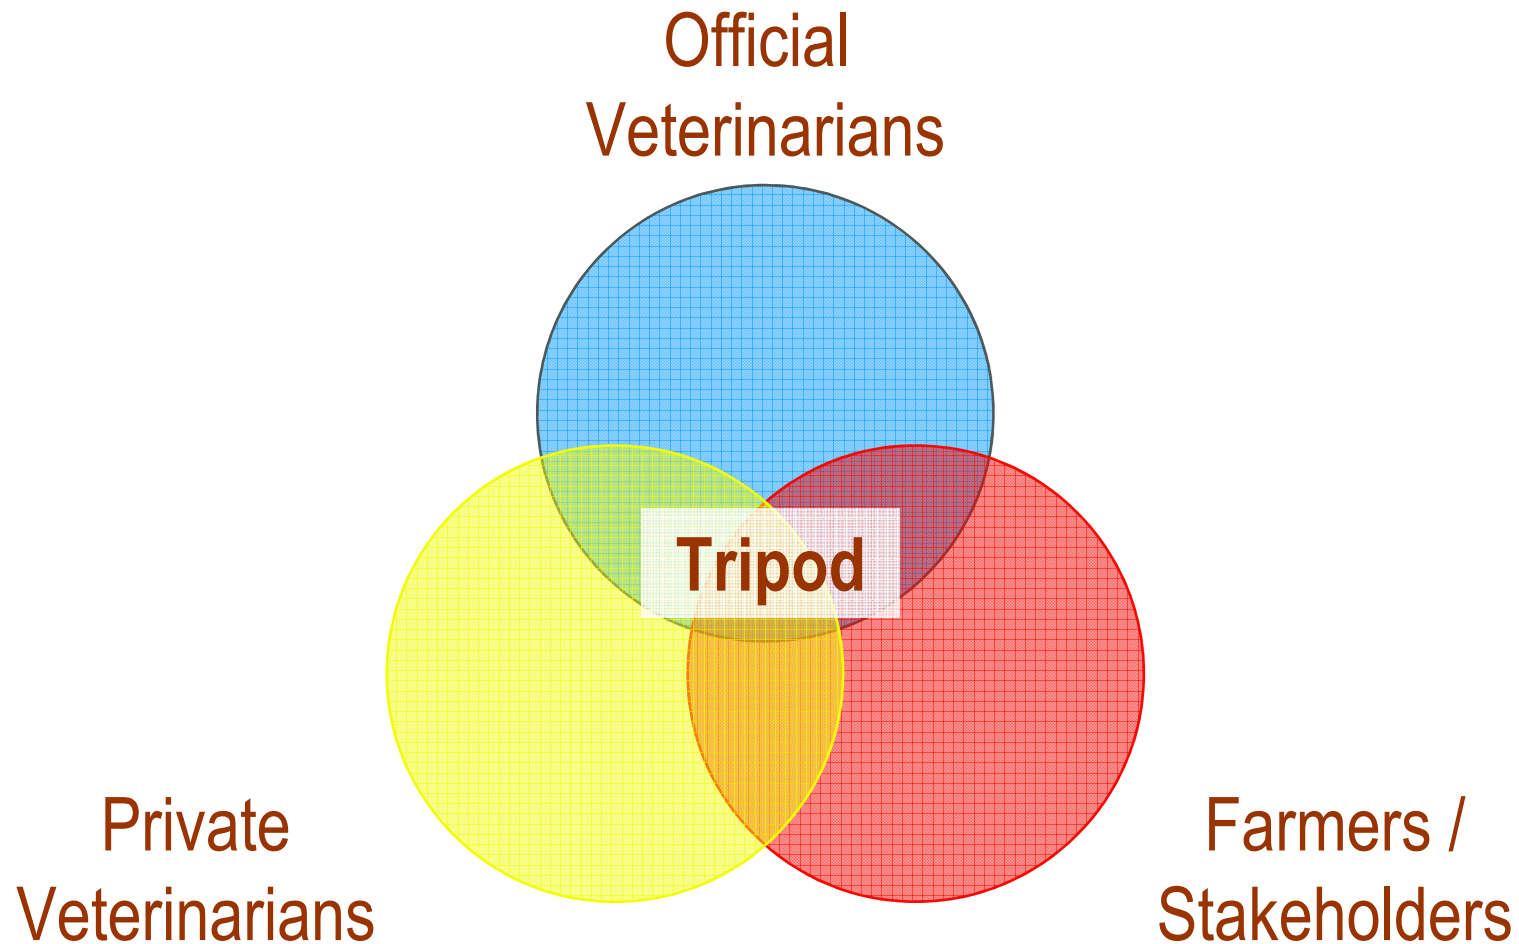 Official
Veterinarians
Tripod
Private
Veterinarians
Farmers /
Stakeholders